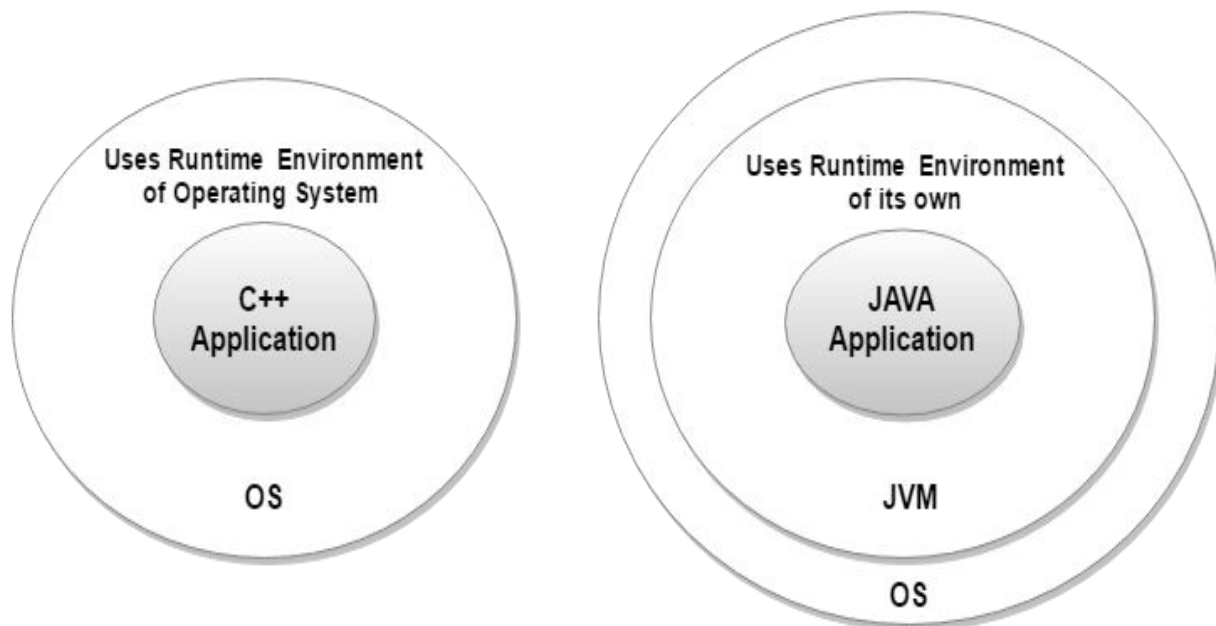 Uses Runtime Environment
of Operating System
C++
Application
OS
Uses Runtime Environment
of its own
JAVA
Application
JVM
OS